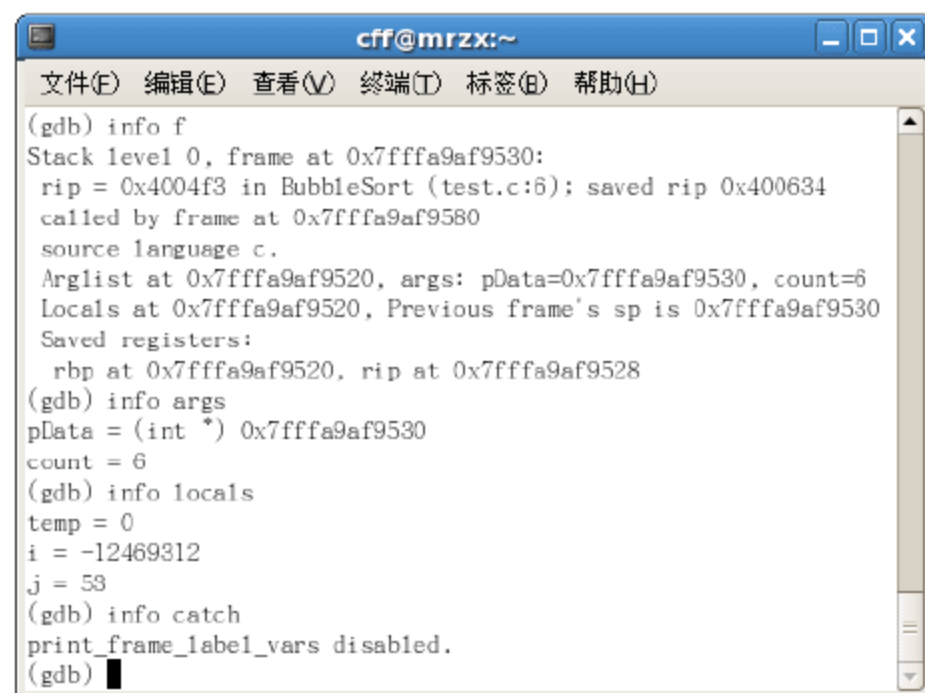 cff@mrzx:~
文件(F) 编辑(E) 查看(V) 终端(T) 标签(B) 帮助(H)
(gdb) info f
Stack level 0, frame at 0x7fffa9af9530:
rip = 0x4004f3 in BubbleSort (test.c:6); saved rip 0x400634
called by frame at 0x7fffa9af9580
source language c.
Arglist at 0x7fffa9af9520, args: pData=0x7fffa9af9530, count=6
Locals at 0x7fffa9af9520, Previous frame's sp is 0x7fffa9af9530
Saved registers:
rbp at 0x7fffa9af9520, rip at 0x7fffa9af9528
(gdb) info args
pData = (int *) 0x7fffa9af9530
count = 6
(gdb) info locals
temp = 0
i = -12469312
j = 53
(gdb) info catch
print_frame_label_vars disabled.
(gdb)